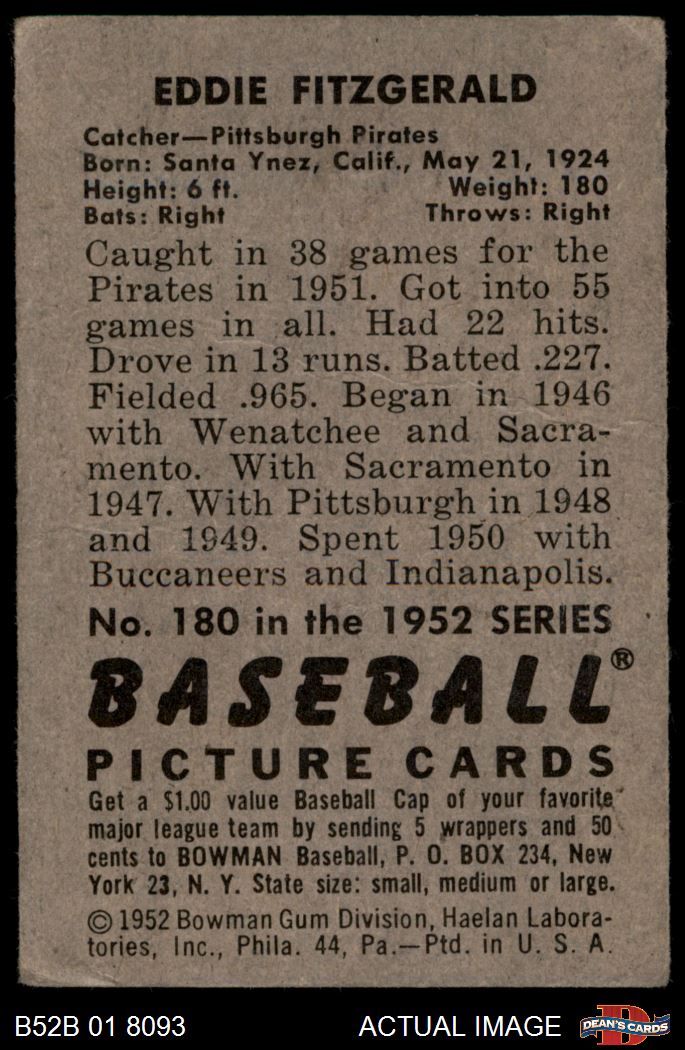 EDDIE FITZGERALD
Catcher—Pittsburgh Pirates
Born: Santa Ynez, Calif., May 21, 1924
Height: 6 ft. Weight: 180
Bats: Right Throws: Right
Caught in 38 games for the
Pirates in 1951. Got into 55
games in all. Had 22 hits.
Drove in 13 runs. Batted .227.
Fielded .965. Began in 1946
with Wenatchee and Sacra-
mento. With Sacramento in
1947. With Pittsburgh in 1948
and 1949. Spent 1950 with
Buccaneers and Indianapolis.
No. 180 in the 1952 SERIES
BASEBALL®
PICTURE CARDS
Get a $1.00 value Baseball Cap of your favorite
major league team by sending 5 wrappers and 50
cents to BOWMAN Baseball, P. O. BOX 234, New
York 23, N. Y. State size: small, medium or large.
© 1952 Bowman Gum Division, Haelan Labora-
tories, Inc., Phila. 44, Pa.—Ptd. in U. S. A.
B52B 01 8093 ACTUAL IMAGE
D DEAN'S CARDS